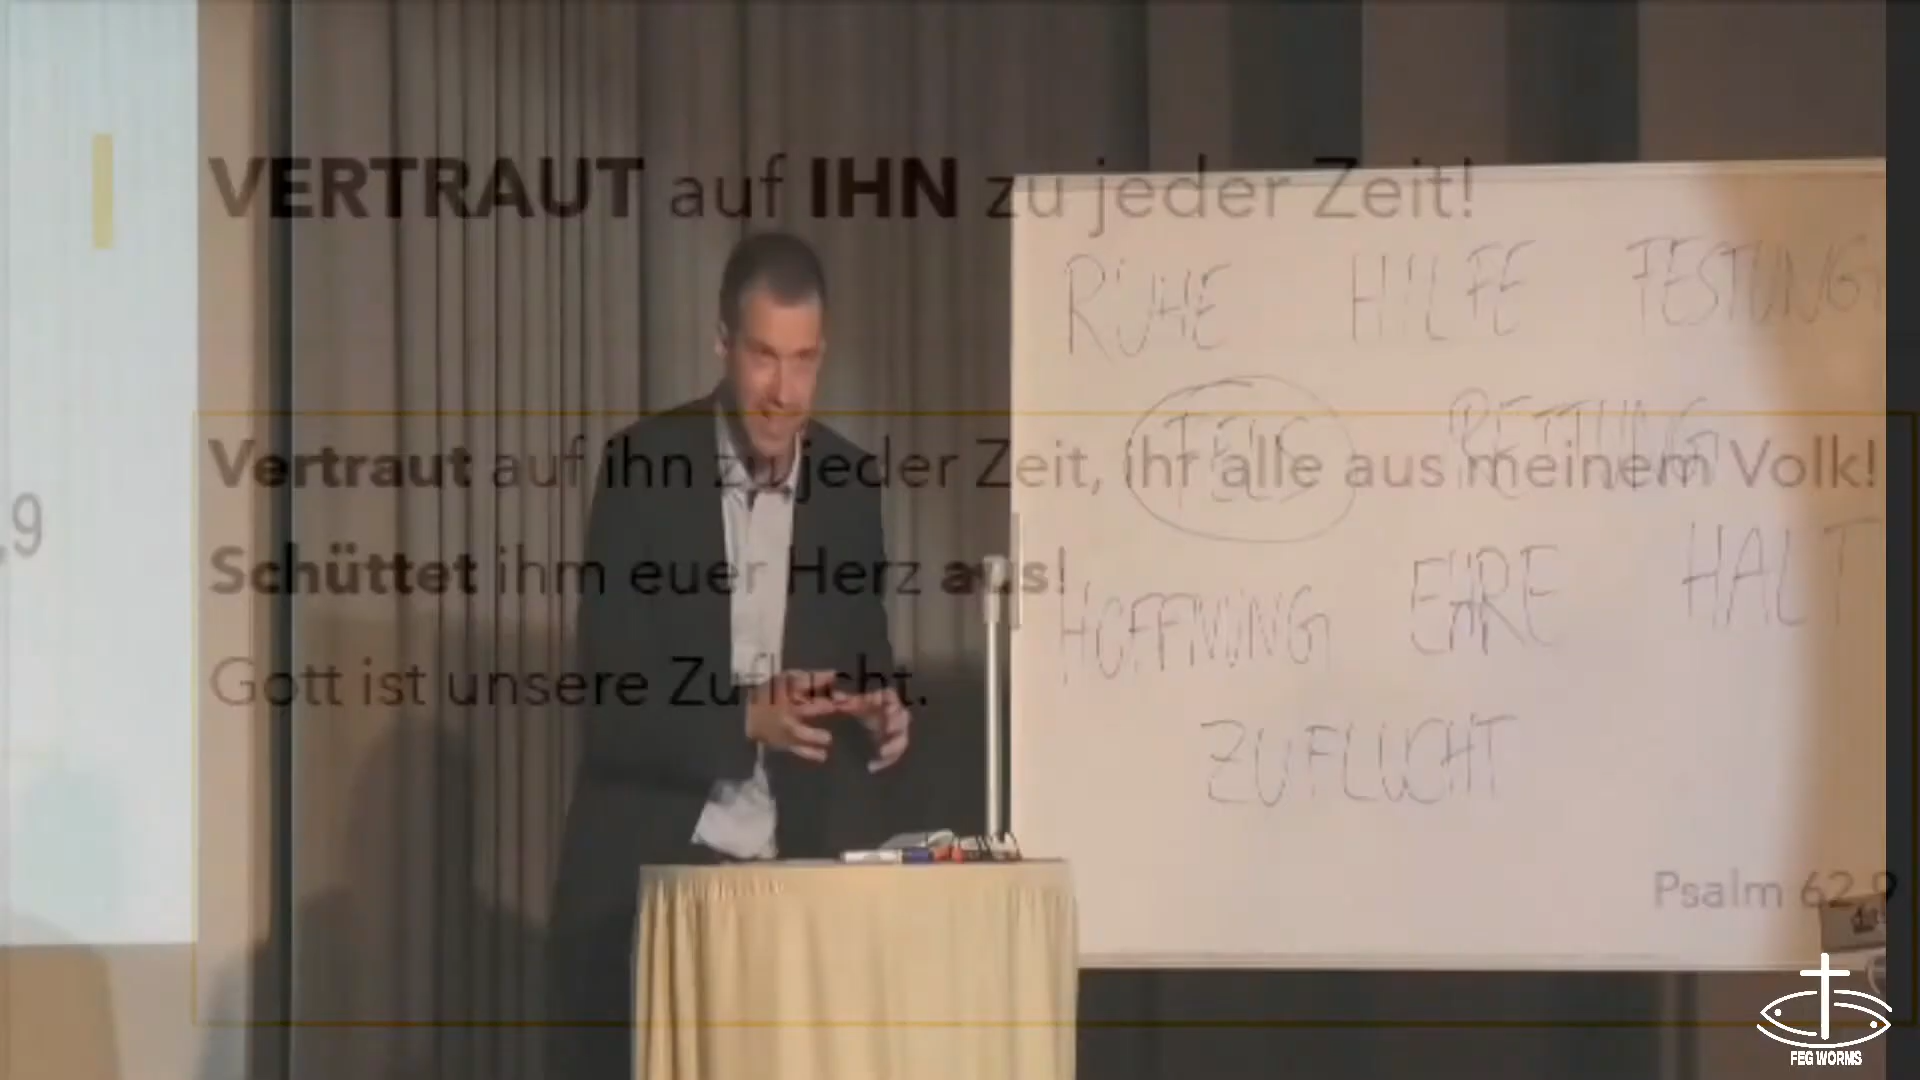 VERTRAUT auf IHN zu jeder Zeit!
RUHE HILFE FESTUNG
FELS RETTUNG
Vertraut auf ihn zu jeder Zeit, ihr alle aus meinem Volk!
,9
HOFFNUNG EHRE HALT
Schüttet ihm euer Herz aus!
Gott ist unsere Zuflucht.
ZUFLUCHT
Psalm 62,9
FEG WORMS